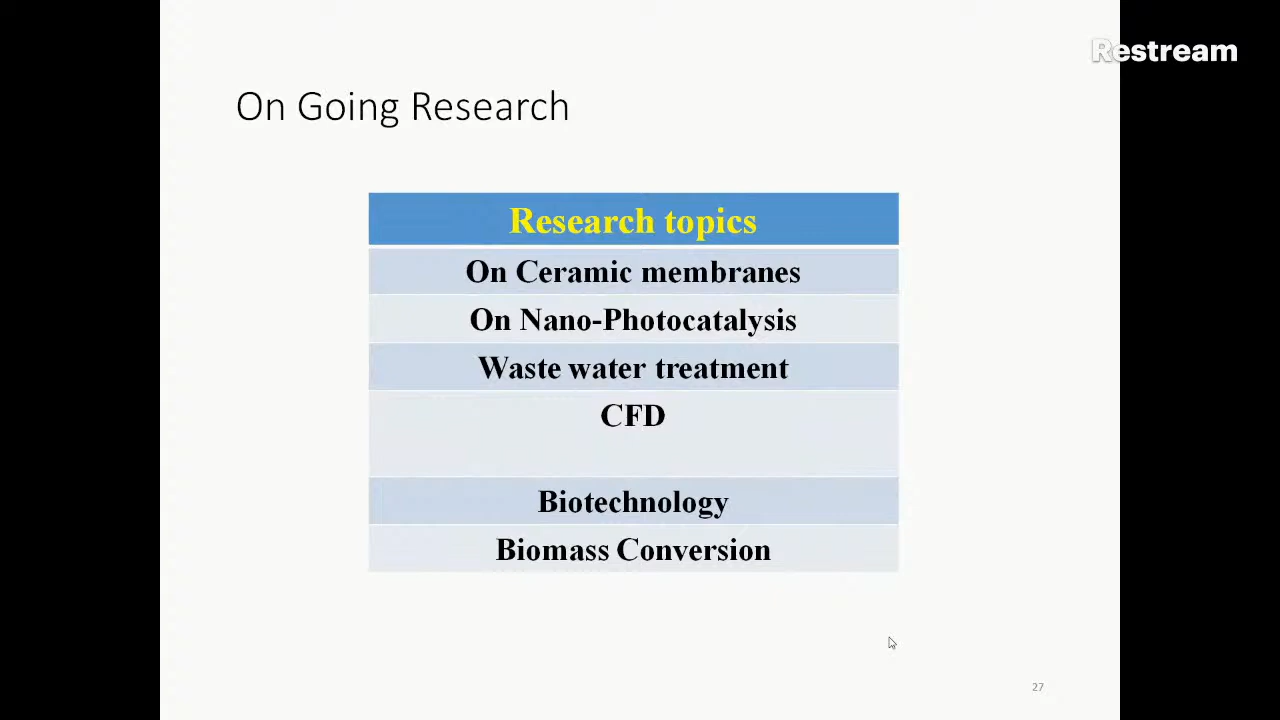 Restream
On Going Research
Research topics
On Ceramic membranes
On Nano-Photocatalysis
Waste water treatment
CFD
Biotechnology
Biomass Conversion
27